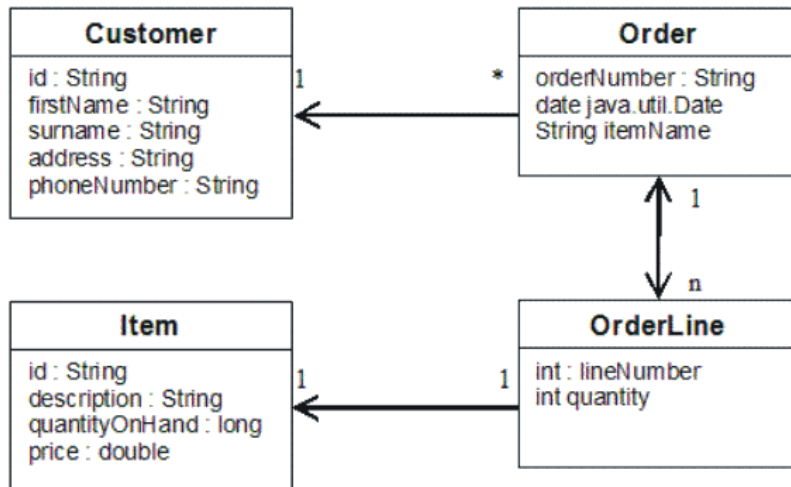 Customer
id : String
firstName : String
surname : String
address : String
phoneNumber : String
1
*
Order
orderNumber : String
date java.util.Date
String itemName
1
n
Item
id : String
description : String
quantityOnHand : long
price : double
1
1
OrderLine
int : lineNumber
int quantity